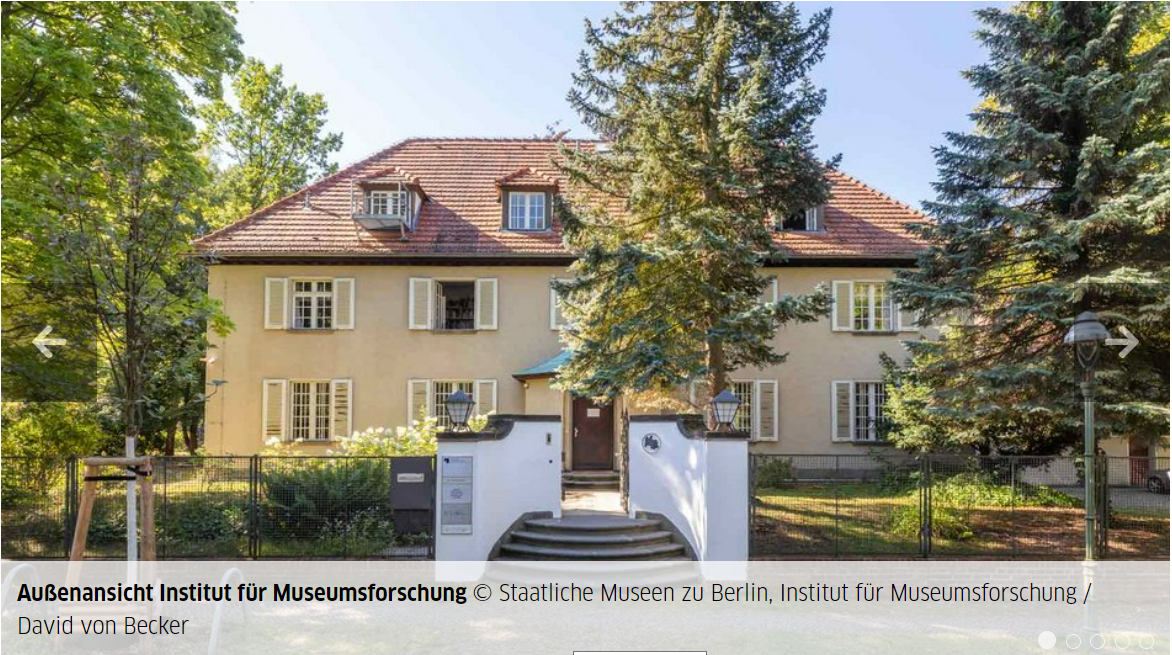 Außenansicht Institut für Museumsforschung © Staatliche Museen zu Berlin, Institut für Museumsforschung /
David von Becker